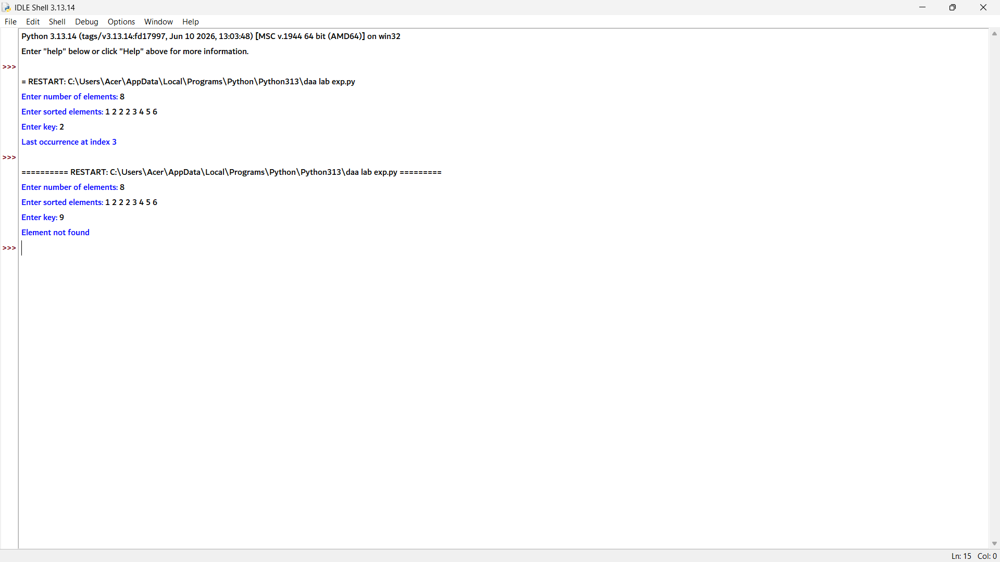 IDLE Shell 3.13.14
File Edit Shell Debug Options Window Help
Python 3.13.14 (tags/v3.13.14:fd17997, Jun 10 2026, 13:03:48) [MSC v.1944 64 bit (AMD64)] on win32
Enter "help" below or click "Help" above for more information.
>>>
= RESTART: C:\Users\Acer\AppData\Local\Programs\Python\Python313\daa lab exp.py
Enter number of elements: 8
Enter sorted elements: 1 2 2 2 3 4 5 6
Enter key: 2
Last occurrence at index 3
>>>
========== RESTART: C:\Users\Acer\AppData\Local\Programs\Python\Python313\daa lab exp.py =========
Enter number of elements: 8
Enter sorted elements: 1 2 2 2 3 4 5 6
Enter key: 9
Element not found
>>>
Ln: 15 Col: 0